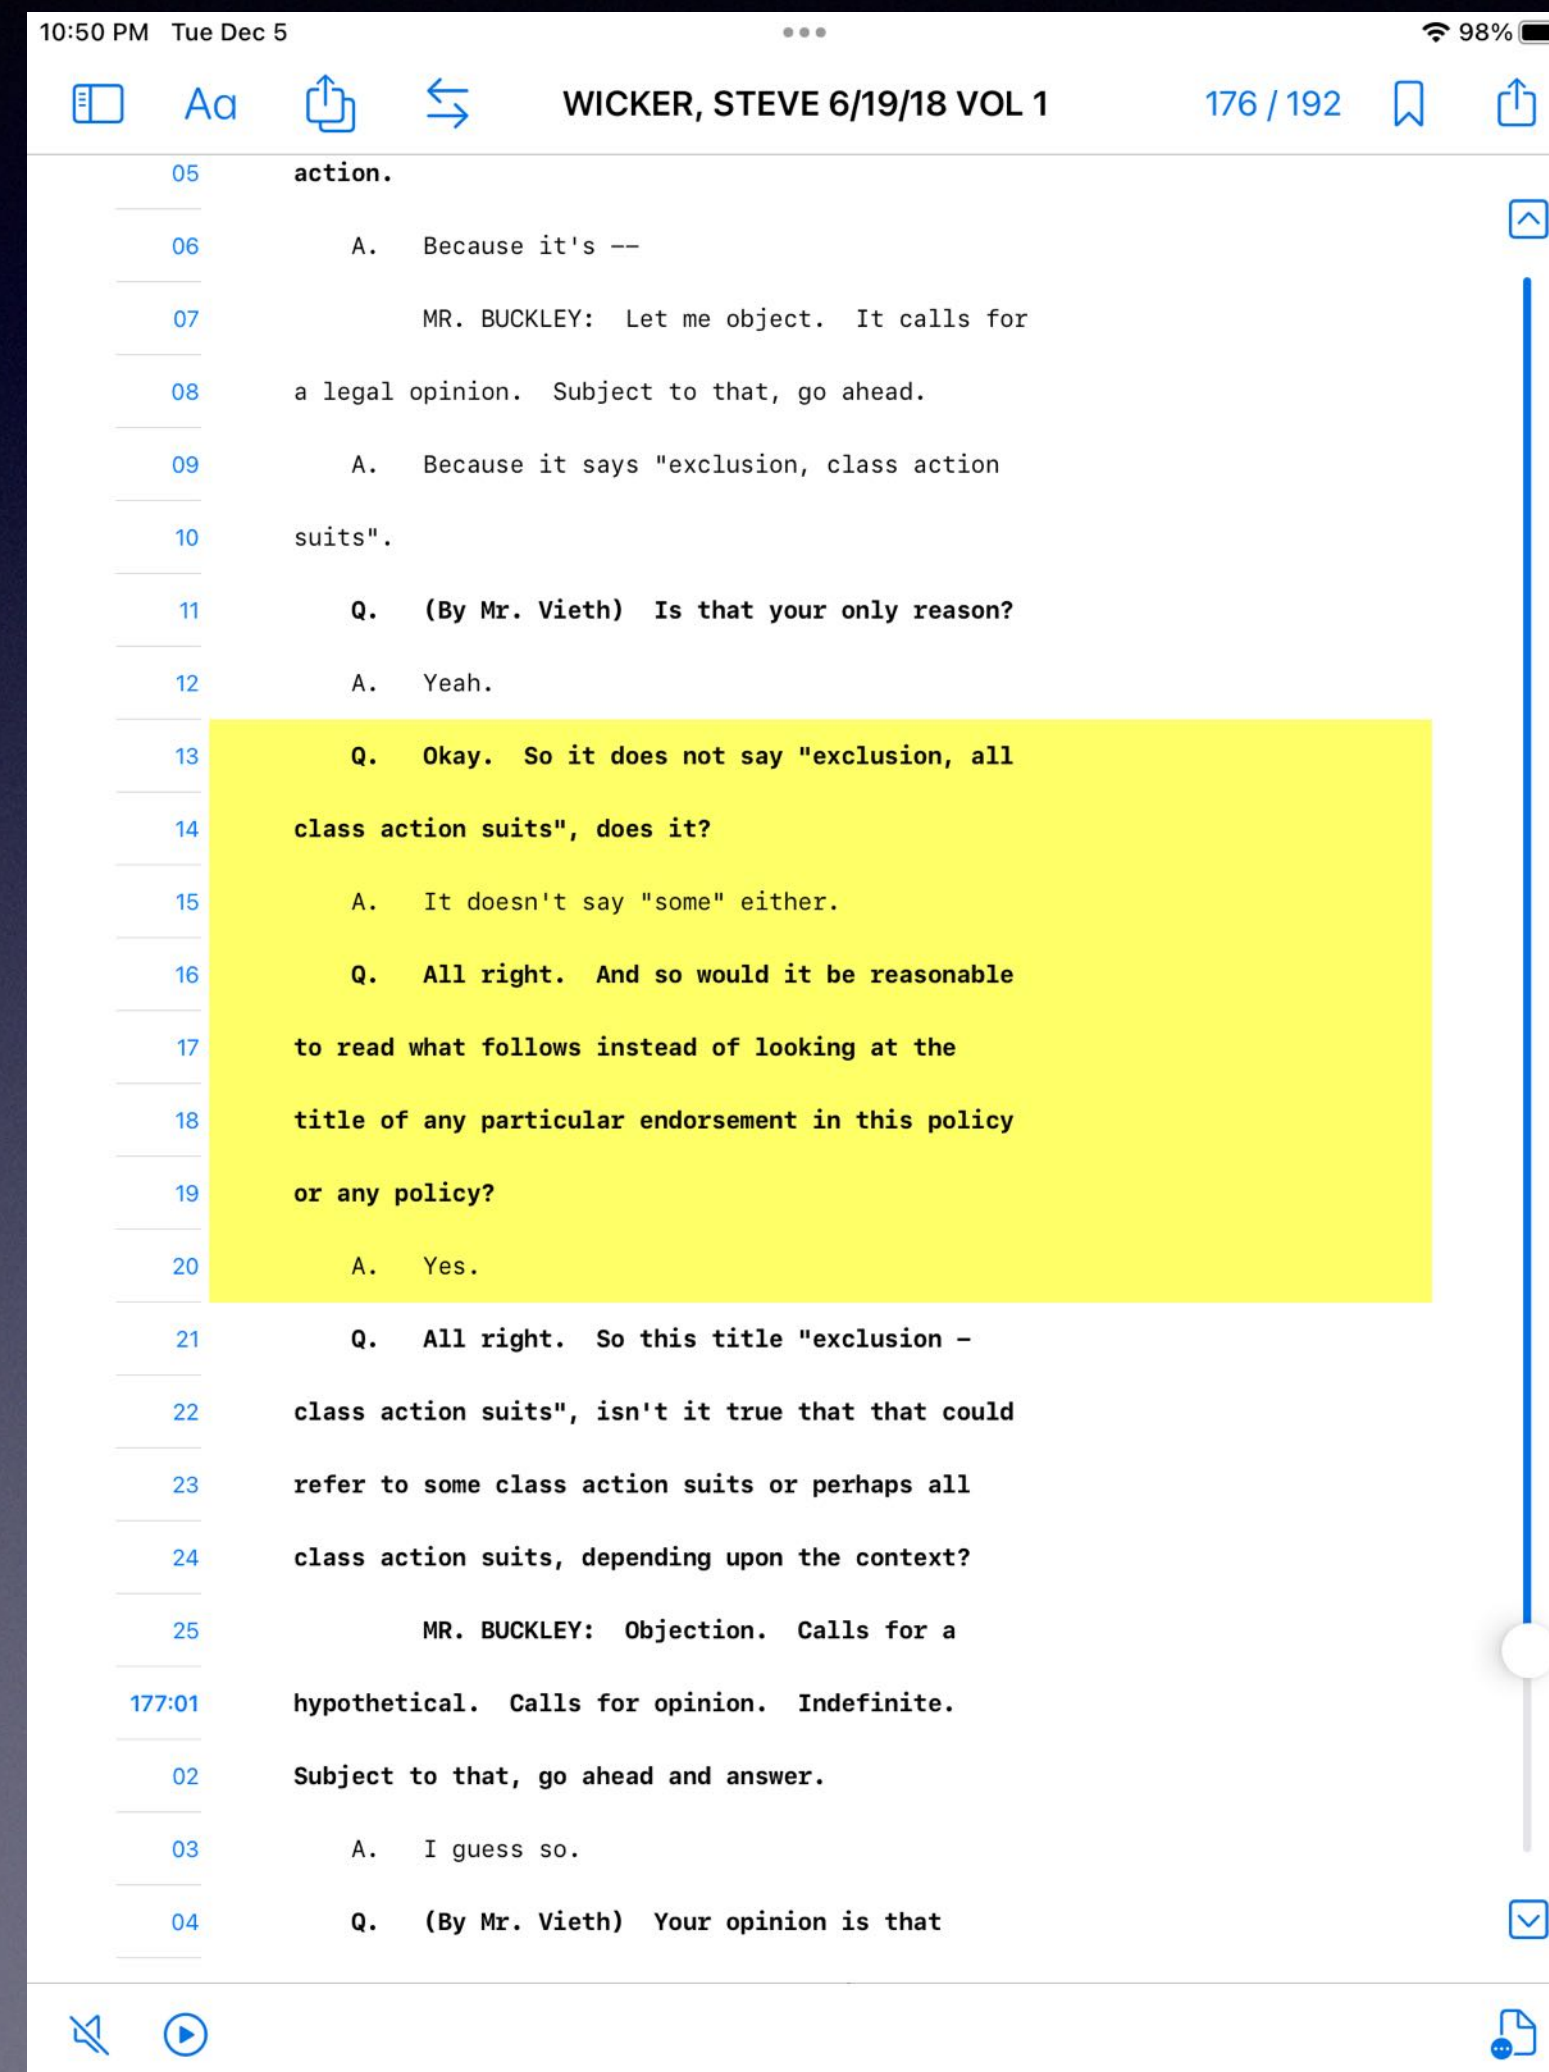 10:50 PM Tue Dec 5 98%
Aa WICKER, STEVE 6/19/18 VOL 1 176 / 192
05 action.
06 A. Because it's --
07 MR. BUCKLEY: Let me object. It calls for
08 a legal opinion. Subject to that, go ahead.
09 A. Because it says "exclusion, class action
10 suits".
11 Q. (By Mr. Vieth) Is that your only reason?
12 A. Yeah.
13 Q. Okay. So it does not say "exclusion, all
14 class action suits", does it?
15 A. It doesn't say "some" either.
16 Q. All right. And so would it be reasonable
17 to read what follows instead of looking at the
18 title of any particular endorsement in this policy
19 or any policy?
20 A. Yes.
21 Q. All right. So this title "exclusion –
22 class action suits", isn't it true that that could
23 refer to some class action suits or perhaps all
24 class action suits, depending upon the context?
25 MR. BUCKLEY: Objection. Calls for a
177:01 hypothetical. Calls for opinion. Indefinite.
02 Subject to that, go ahead and answer.
03 A. I guess so.
04 Q. (By Mr. Vieth) Your opinion is that